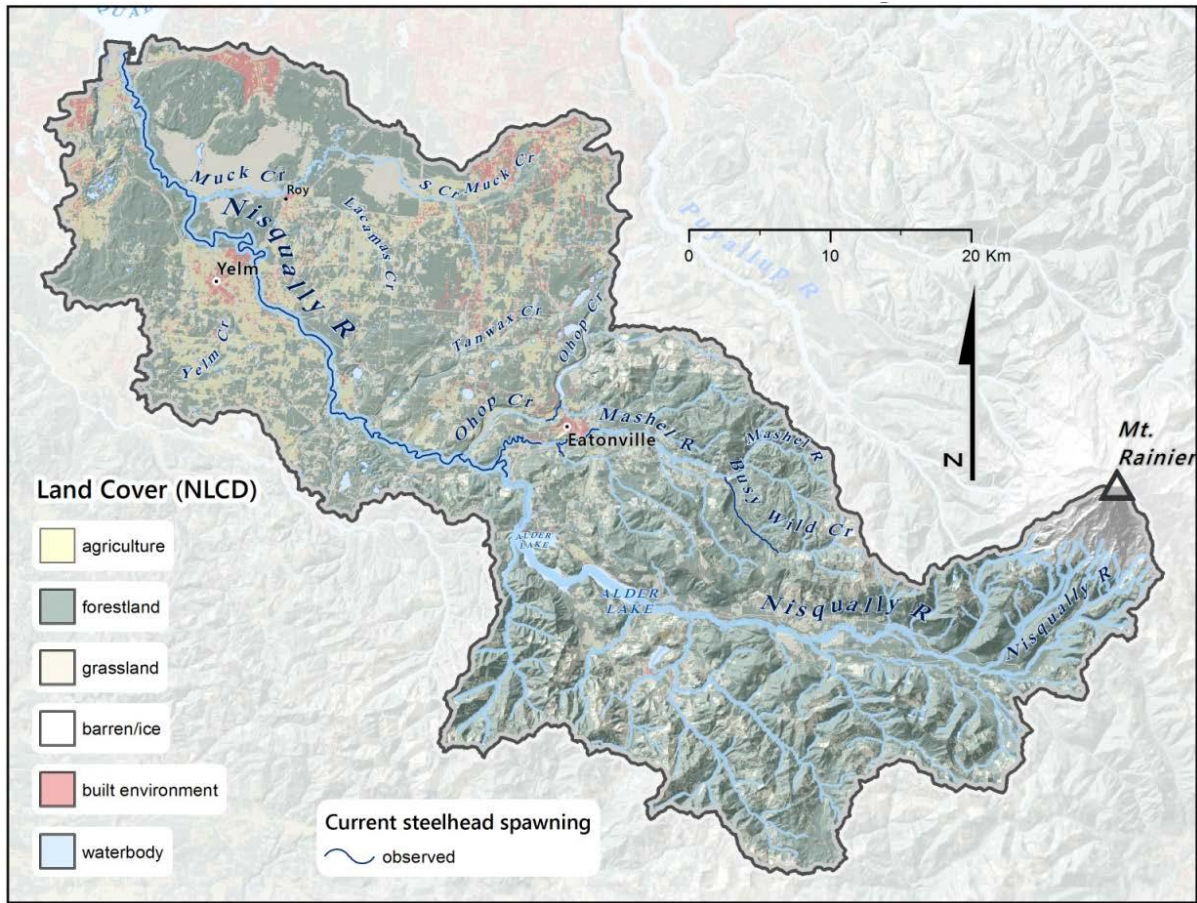 QUAL
Muck Cr
Roy
S Cr
Muck Cr
Lacamas Cr
Nisqually R
Puyallup R
0 10 20 Km
Yelm
Yelm Cr
Tanwax Cr
Ohop Cr
Ohop Cr
Mashel R
Eatonville
Mashel R
Busy Wild Cr
N
Mt.
Rainier
ALDER
LAKE
ALDER
LAKE
Nisqually R
Nisqually R
Land Cover (NLCD)
agriculture
forestland
grassland
barren/ice
built environment
waterbody
Current steelhead spawning
observed